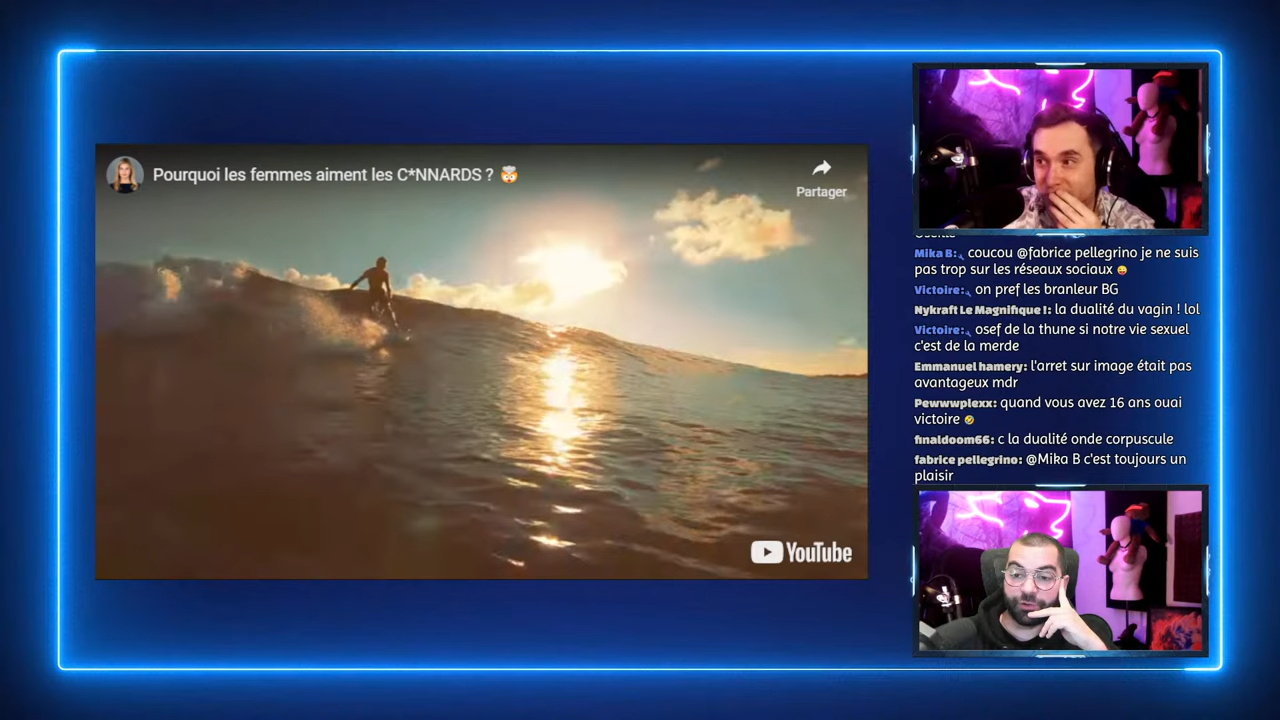 Pourquoi les femmes aiment les C*NNARDS ? 🤯
Partager
YouTube
Mika B: coucou @fabrice pellegrino je ne suis
pas trop sur les réseaux sociaux 😜
Victoire: on pref les branleur BG
Nykraft Le Magnifique !: la dualité du vagin ! lol
Victoire: osef de la thune si notre vie sexuel
c'est de la merde
Emmanuel hamery: l'arret sur image était pas
avantageux mdr
Pewwwplexx: quand vous avez 16 ans ouai
victoire 🤣
finaldoom66: c la dualité onde corpuscule
fabrice pellegrino: @Mika B c'est toujours un
plaisir